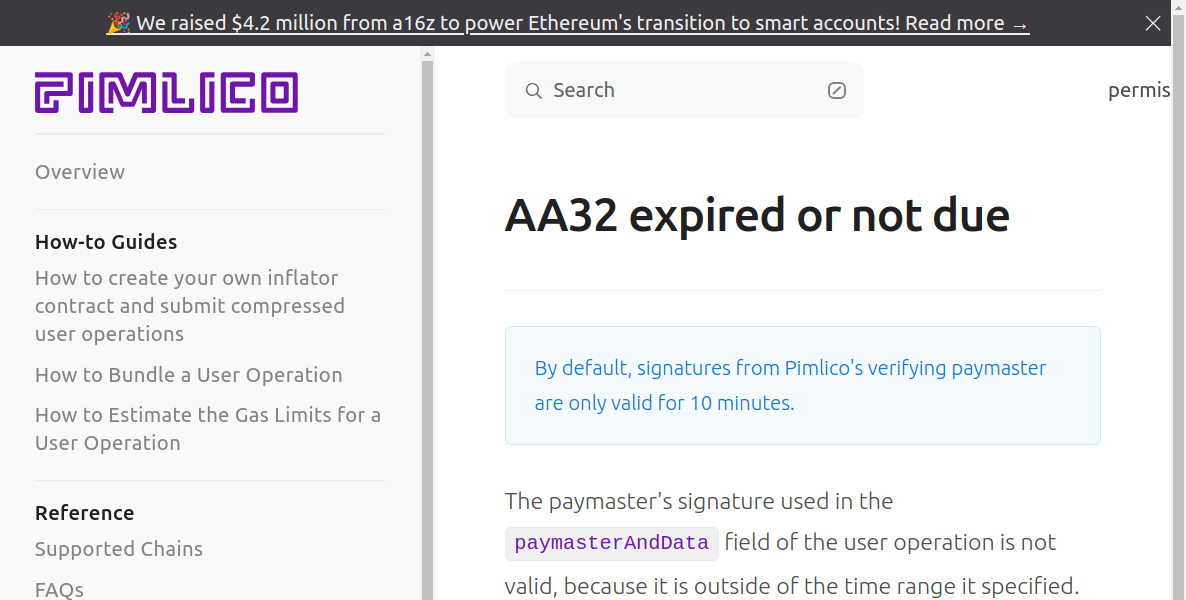 🎉 We raised $4.2 million from a16z to power Ethereum's transition to smart accounts! Read more →
PIMLICO
Overview
How-to Guides
How to create your own inflator
contract and submit compressed
user operations
How to Bundle a User Operation
How to Estimate the Gas Limits for a
User Operation
Reference
Supported Chains
FAQs
Search
permis
AA32 expired or not due
By default, signatures from Pimlico's verifying paymaster
are only valid for 10 minutes.
The paymaster's signature used in the
paymasterAndData field of the user operation is not
valid, because it is outside of the time range it specified.